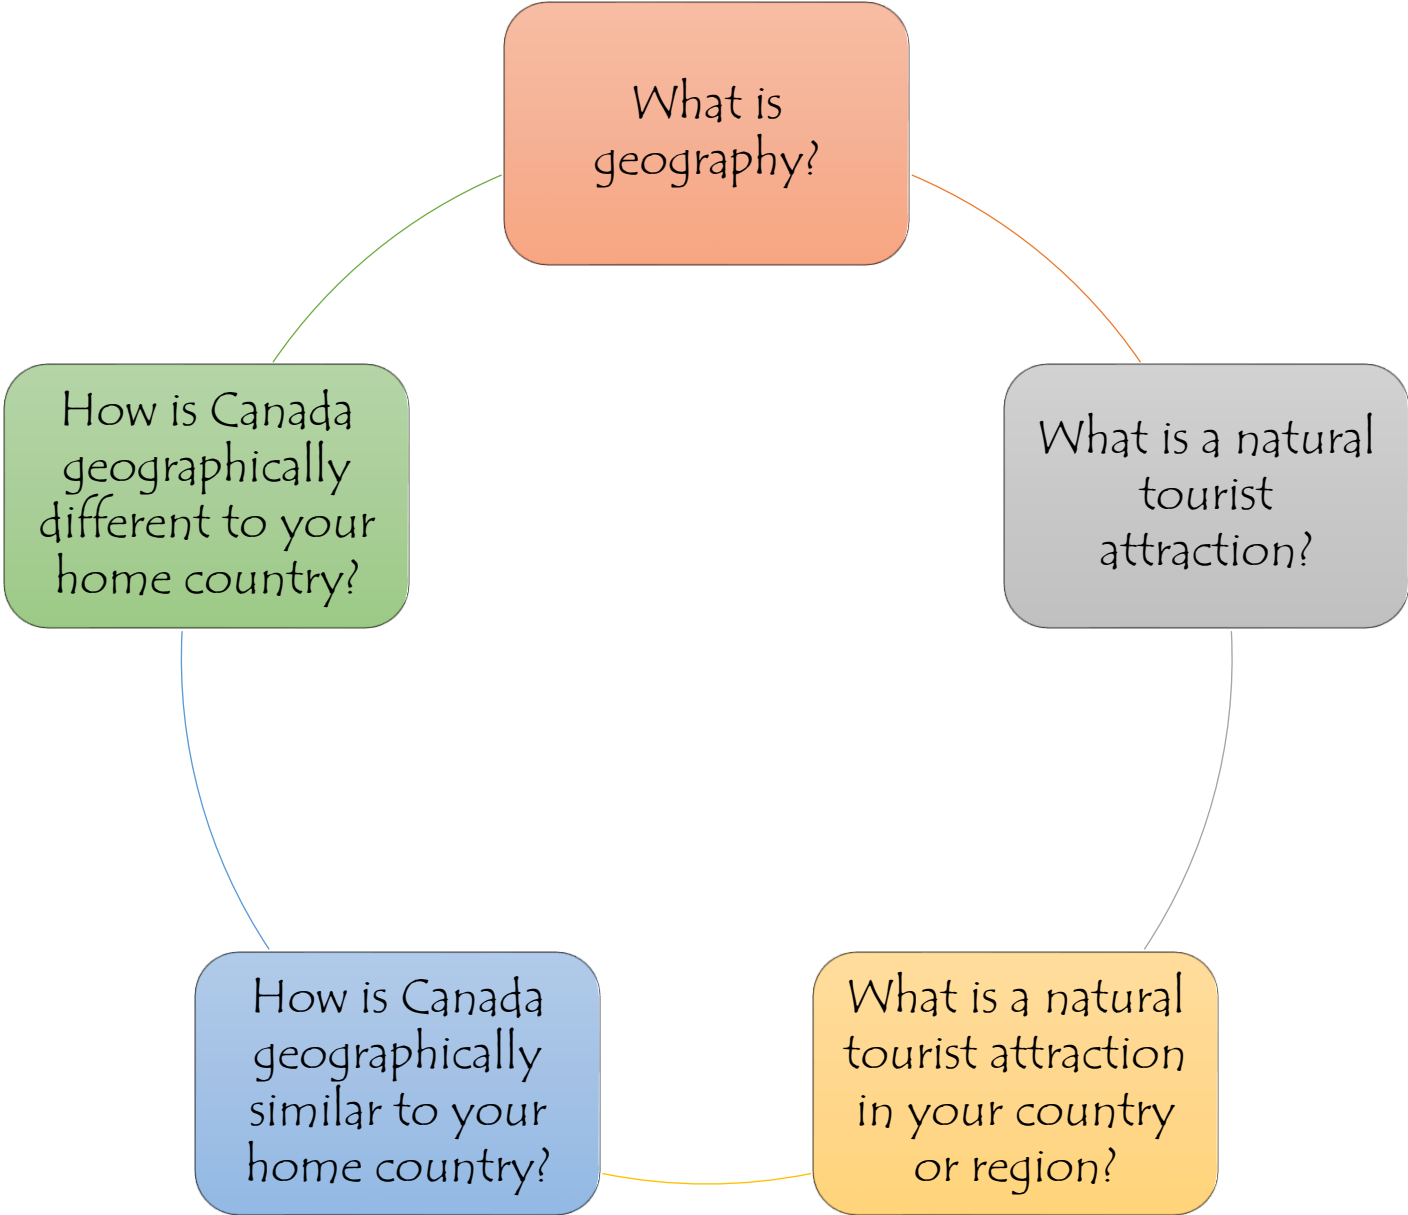 What is
geography?
What is a natural
tourist
attraction?
What is a natural
tourist attraction
in your country
or region?
How is Canada
geographically
similar to your
home country?
How is Canada
geographically
different to your
home country?